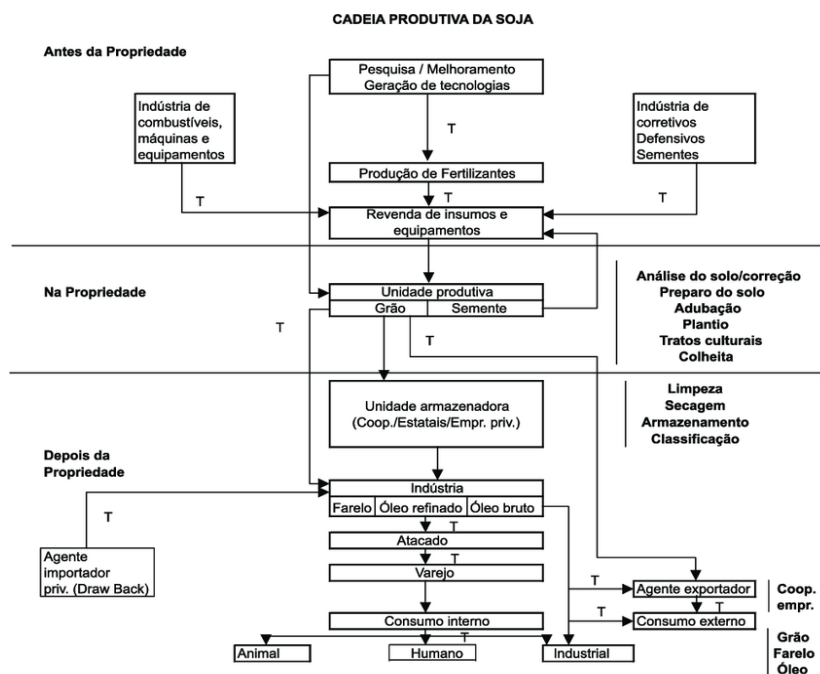 CADEIA PRODUTIVA DA SOJA
Antes da Propriedade
Pesquisa / Melhoramento
Geração de tecnologias
Indústria de
combustíveis,
máquinas e
equipamentos
Indústria de
corretivos
Defensivos
Sementes
T
Produção de Fertilizantes
T
T
T
Revenda de insumos e
equipamentos
Na Propriedade
Unidade produtiva
Grão
Semente
T
T
Análise do solo/correção
Preparo do solo
Adubação
Plantio
Tratos culturais
Colheita
Unidade armazenadora
(Coop./Estatais/Empr. priv.)
Limpeza
Secagem
Armazenamento
Classificação
Depois da
Propriedade
Indústria
Farelo
Óleo refinado
Óleo bruto
T
T
Atacado
T
Varejo
Agente
importador
priv. (Draw Back)
T
Agente exportador
Coop.
empr.
T
T
Consumo interno
Consumo externo
T
Animal
Humano
Industrial
Grão
Farelo
Óleo